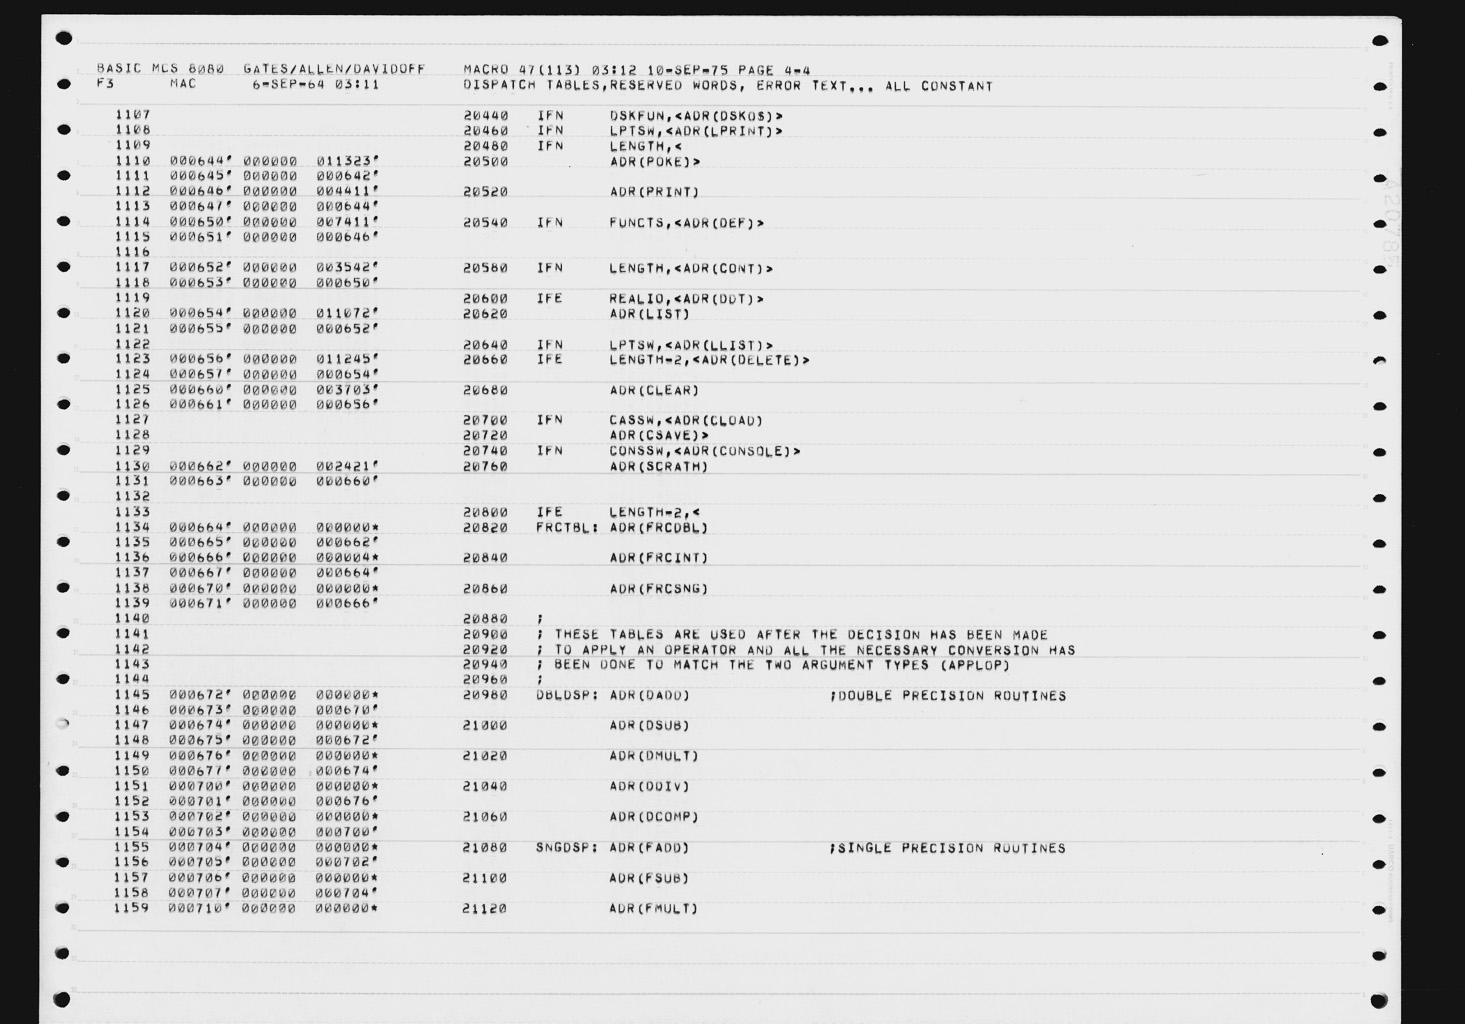 BASIC MCS 8080  GATES/ALLEN/DAVIDOFF    MACRO 47(113) 03:12 10-SEP-75 PAGE 4-4
F3      MAC      6-SEP-64 03:11         DISPATCH TABLES,RESERVED WORDS, ERROR TEXT... ALL CONSTANT
1107                            20440   IFN     DSKFUN,<ADR(DSKO$)>
1108                            20460   IFN     LPTSW,<ADR(LPRINT)>
1109                            20480   IFN     LENGTH,<
1110  000644' 000000  011323'   20500           ADR(POKE)>
1111  000645' 000000  000642'
1112  000646' 000000  004411'   20520           ADR(PRINT)
1113  000647' 000000  000644'
1114  000650' 000000  007411'   20540   IFN     FUNCTS,<ADR(DEF)>
1115  000651' 000000  000646'
1116
1117  000652' 000000  003542'   20580   IFN     LENGTH,<ADR(CONT)>
1118  000653' 000000  000650'
1119                            20600   IFE     REALIO,<ADR(DDT)>
1120  000654' 000000  011072'   20620           ADR(LIST)
1121  000655' 000000  000652'
1122                            20640   IFN     LPTSW,<ADR(LLIST)>
1123  000656' 000000  011245'   20660   IFE     LENGTH-2,<ADR(DELETE)>
1124  000657' 000000  000654'
1125  000660' 000000  003703'   20680           ADR(CLEAR)
1126  000661' 000000  000656'
1127                            20700   IFN     CASSW,<ADR(CLOAD)
1128                            20720           ADR(CSAVE)>
1129                            20740   IFN     CONSSW,<ADR(CONSOLE)>
1130  000662' 000000  002421'   20760           ADR(SCRATH)
1131  000663' 000000  000660'
1132
1133                            20800   IFE     LENGTH-2,<
1134  000664' 000000  000000*   20820   FRCTBL: ADR(FRCDBL)
1135  000665' 000000  000662'
1136  000666' 000000  000004*   20840           ADR(FRCINT)
1137  000667' 000000  000664'
1138  000670' 000000  000000*   20860           ADR(FRCSNG)
1139  000671' 000000  000666'
1140                            20880   ;
1141                            20900   ; THESE TABLES ARE USED AFTER THE DECISION HAS BEEN MADE
1142                            20920   ; TO APPLY AN OPERATOR AND ALL THE NECESSARY CONVERSION HAS
1143                            20940   ; BEEN DONE TO MATCH THE TWO ARGUMENT TYPES (APPLOP)
1144                            20960   ;
1145  000672' 000000  000000*   20980   DBLDSP: ADR(DADD)               ;DOUBLE PRECISION ROUTINES
1146  000673' 000000  000670'
1147  000674' 000000  000000*   21000           ADR(DSUB)
1148  000675' 000000  000672'
1149  000676' 000000  000000*   21020           ADR(DMULT)
1150  000677' 000000  000674'
1151  000700' 000000  000000*   21040           ADR(DDIV)
1152  000701' 000000  000676'
1153  000702' 000000  000000*   21060           ADR(DCOMP)
1154  000703' 000000  000700'
1155  000704' 000000  000000*   21080   SNGDSP: ADR(FADD)               ;SINGLE PRECISION ROUTINES
1156  000705' 000000  000702'
1157  000706' 000000  000000*   21100           ADR(FSUB)
1158  000707' 000000  000704'
1159  000710' 000000  000000*   21120           ADR(FMULT)